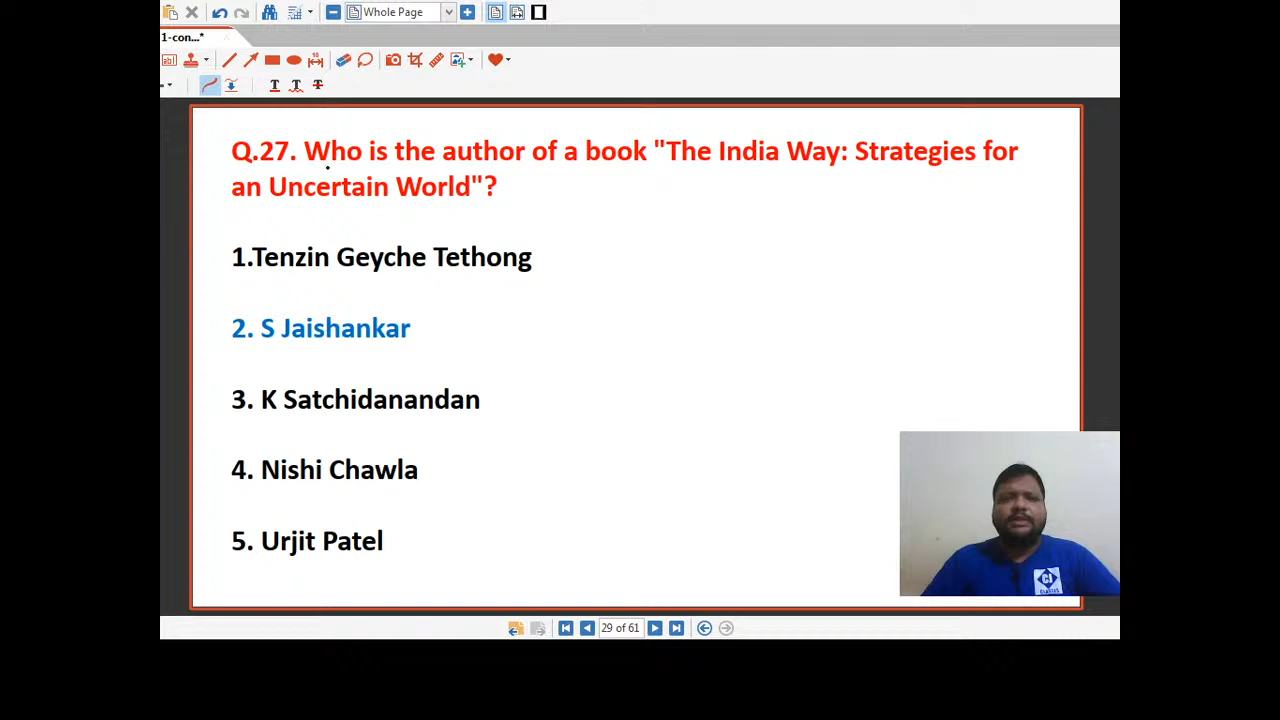 Whole Page
1-con...*
Q.27. Who is the author of a book "The India Way: Strategies for
an Uncertain World"?
1.Tenzin Geyche Tethong
2. S Jaishankar
3. K Satchidanandan
4. Nishi Chawla
5. Urjit Patel
CI
29 of 61